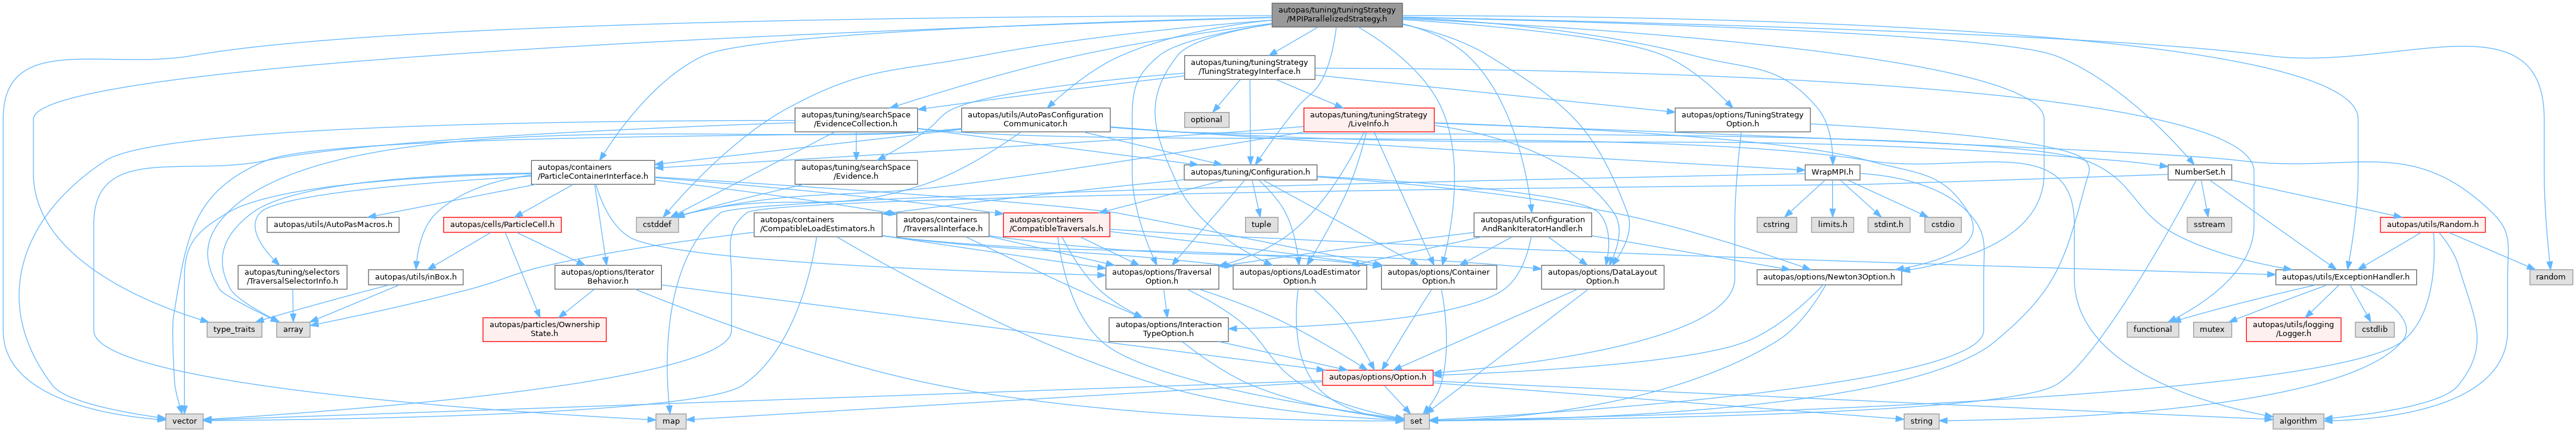 autopas/tuning/tuningStrategy
/MPIParallelizedStrategy.h
autopas/tuning/tuningStrategy
/TuningStrategyInterface.h
autopas/tuning/searchSpace
/EvidenceCollection.h
autopas/utils/AutoPasConfiguration
Communicator.h
optional
autopas/tuning/tuningStrategy
/LiveInfo.h
autopas/options/TuningStrategy
Option.h
autopas/containers
/ParticleContainerInterface.h
autopas/tuning/searchSpace
/Evidence.h
autopas/tuning/Configuration.h
WrapMPI.h
NumberSet.h
autopas/utils/AutoPasMacros.h
autopas/cells/ParticleCell.h
cstddef
autopas/containers
/CompatibleLoadEstimators.h
autopas/containers
/TraversalInterface.h
autopas/containers
/CompatibleTraversals.h
tuple
autopas/utils/Configuration
AndRankIteratorHandler.h
cstring
limits.h
stdint.h
cstdio
sstream
autopas/utils/Random.h
autopas/tuning/selectors
/TraversalSelectorInfo.h
autopas/utils/inBox.h
autopas/options/Iterator
Behavior.h
autopas/options/Traversal
Option.h
autopas/options/LoadEstimator
Option.h
autopas/options/Container
Option.h
autopas/options/DataLayout
Option.h
autopas/options/Newton3Option.h
autopas/utils/ExceptionHandler.h
random
type_traits
array
autopas/particles/Ownership
State.h
autopas/options/Interaction
TypeOption.h
functional
mutex
autopas/utils/logging
/Logger.h
cstdlib
autopas/options/Option.h
vector
map
set
string
algorithm